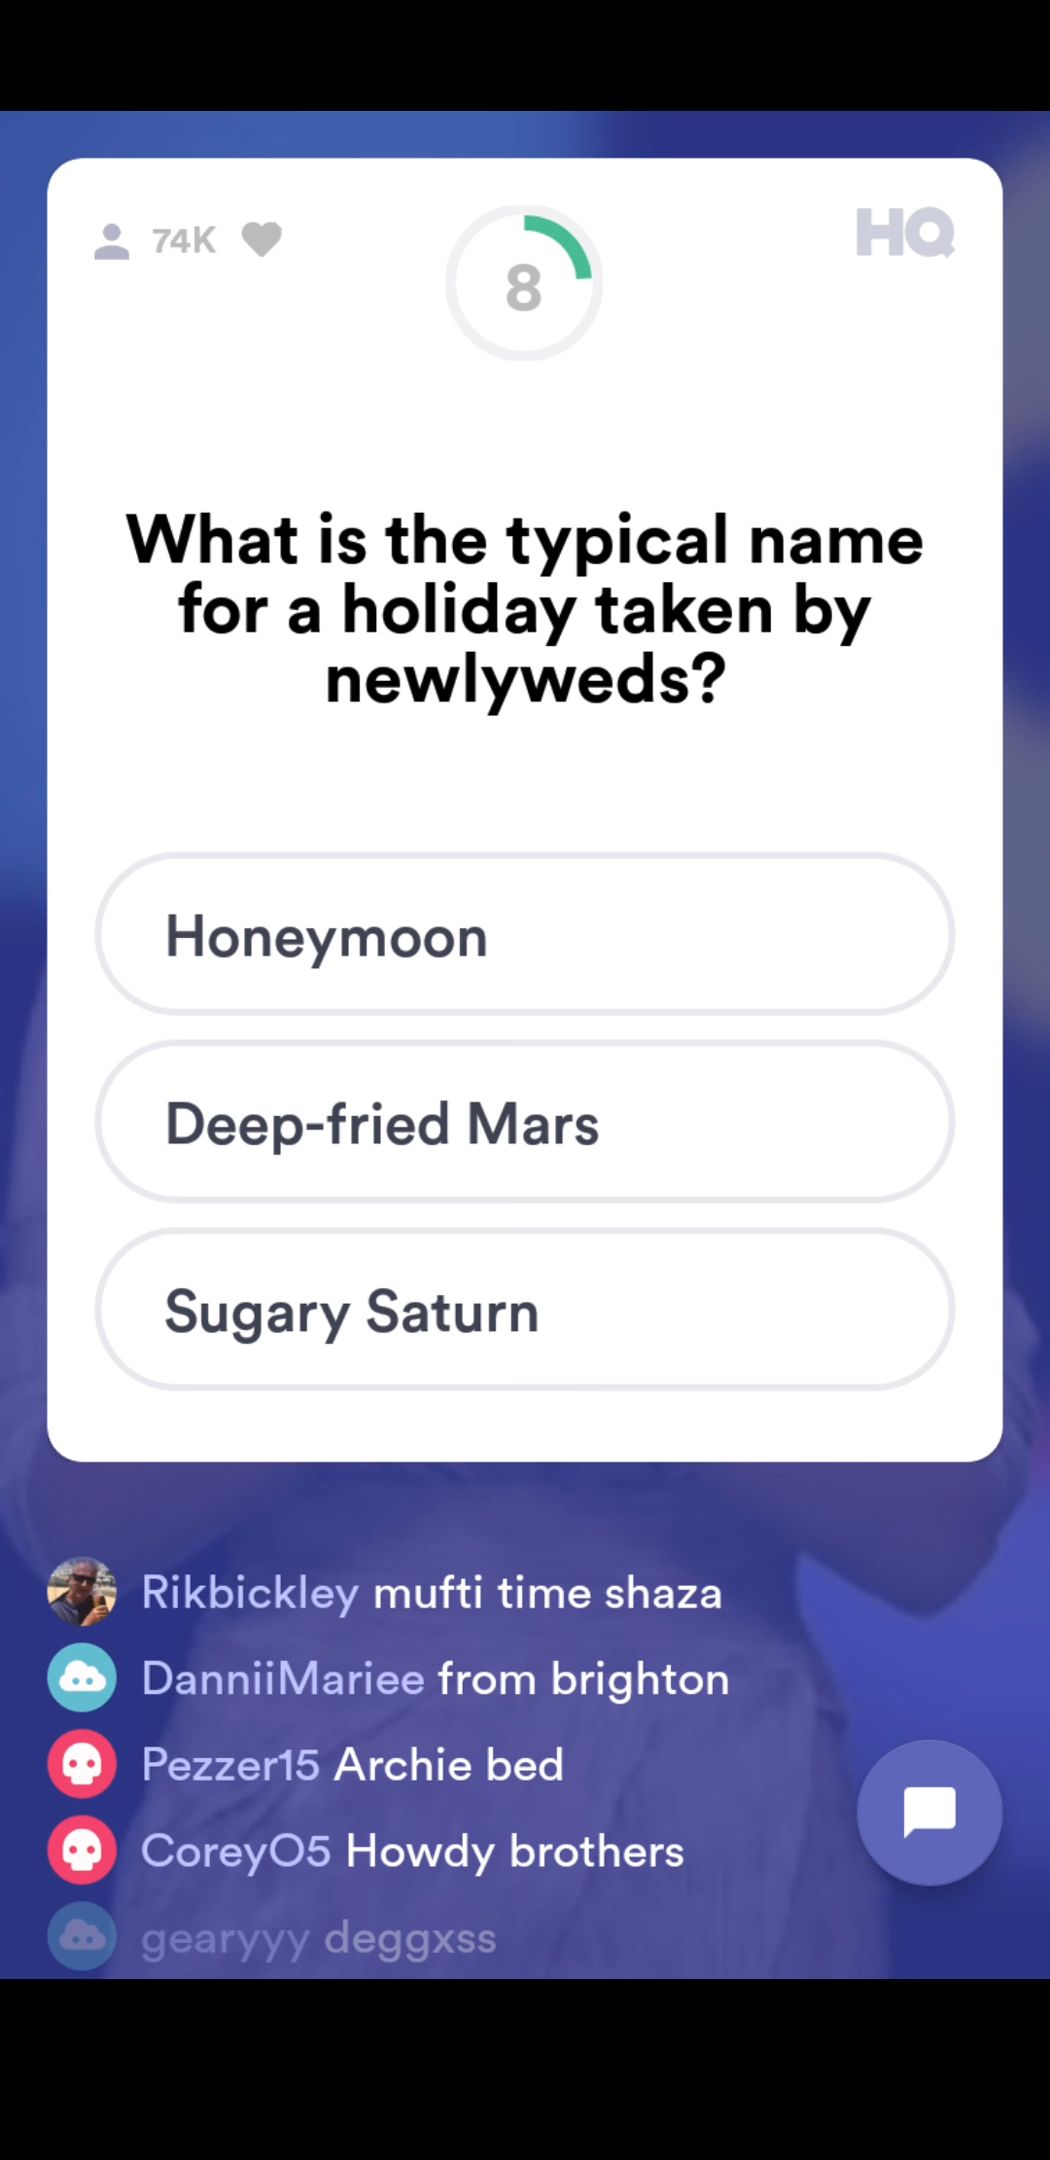 74K
8
HQ
What is the typical name
for a holiday taken by
newlyweds?
Honeymoon
Deep-fried Mars
Sugary Saturn
Rikbickley mufti time shaza
DanniiMariee from brighton
Pezzer15 Archie bed
CoreyO5 Howdy brothers
gearyyy deggxss